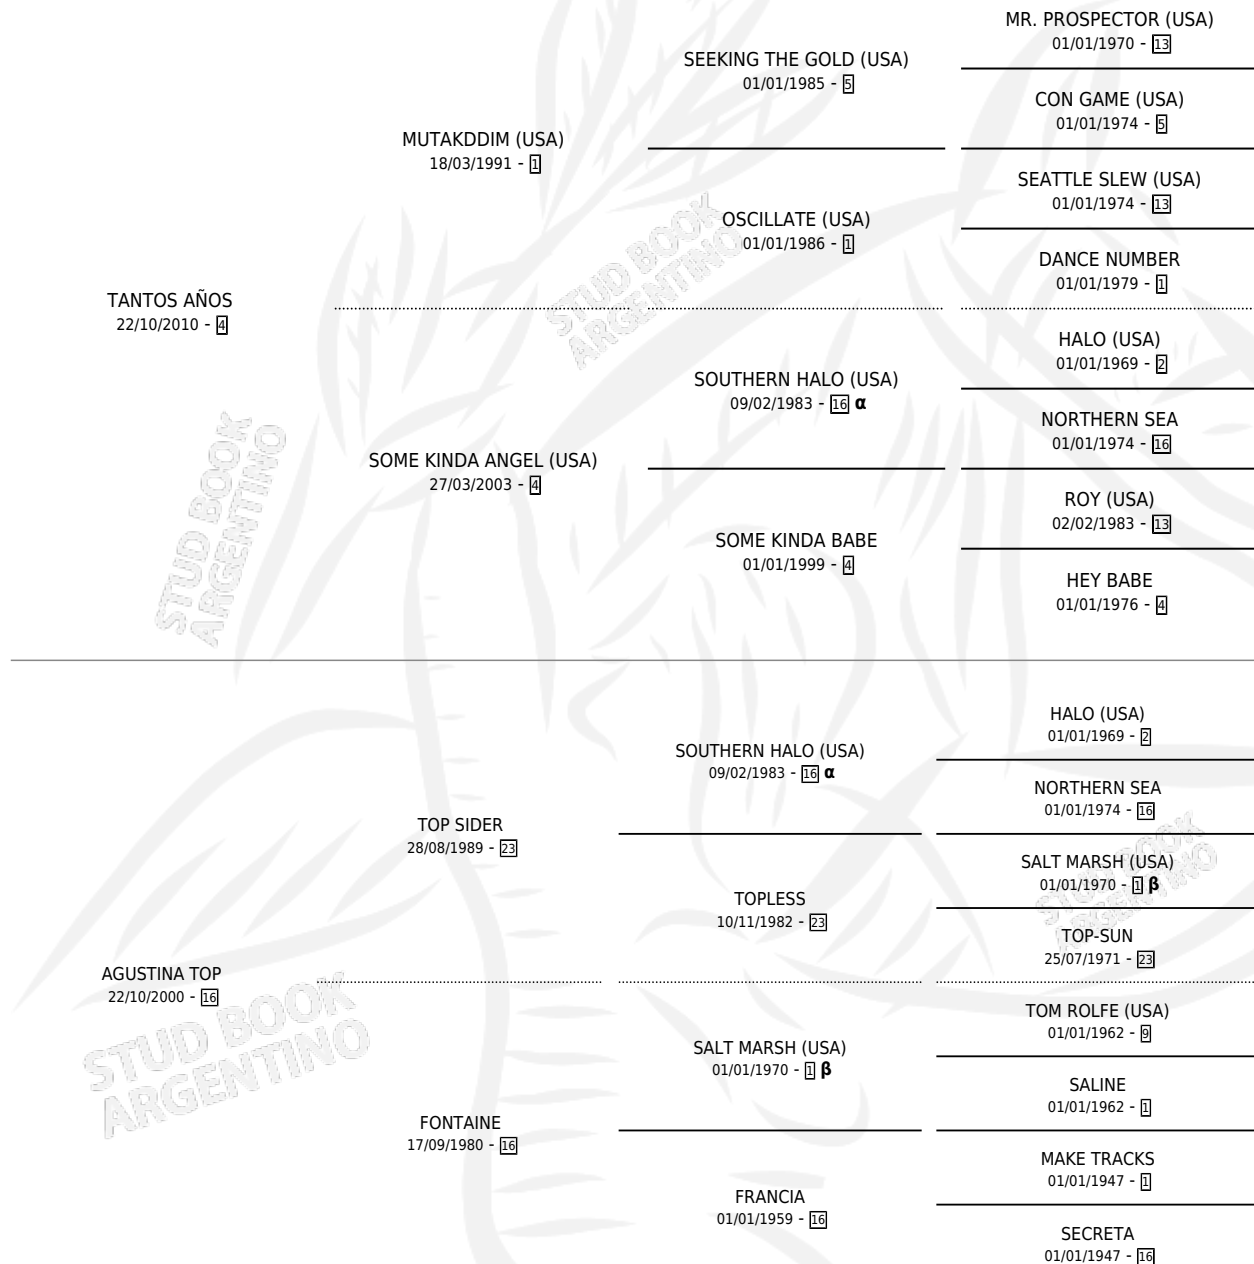 MR. PROSPECTOR (USA)
01/01/1970 - 13
SEEKING THE GOLD (USA)
01/01/1985 - 5
CON GAME (USA)
01/01/1974 - 5
MUTAKDDIM (USA)
18/03/1991 - 1
SEATTLE SLEW (USA)
01/01/1974 - 13
OSCILLATE (USA)
01/01/1986 - 1
DANCE NUMBER
01/01/1979 - 1
TANTOS AÑOS
22/10/2010 - 4
HALO (USA)
01/01/1969 - 2
SOUTHERN HALO (USA)
09/02/1983 - 16 α
NORTHERN SEA
01/01/1974 - 16
SOME KINDA ANGEL (USA)
27/03/2003 - 4
ROY (USA)
02/02/1983 - 13
SOME KINDA BABE
01/01/1999 - 4
HEY BABE
01/01/1976 - 4
HALO (USA)
01/01/1969 - 2
SOUTHERN HALO (USA)
09/02/1983 - 16 α
NORTHERN SEA
01/01/1974 - 16
TOP SIDER
28/08/1989 - 23
SALT MARSH (USA)
01/01/1970 - 1 β
TOPLESS
10/11/1982 - 23
TOP-SUN
25/07/1971 - 23
AGUSTINA TOP
22/10/2000 - 16
TOM ROLFE (USA)
01/01/1962 - 9
SALT MARSH (USA)
01/01/1970 - 1 β
SALINE
01/01/1962 - 1
FONTAINE
17/09/1980 - 16
MAKE TRACKS
01/01/1947 - 1
FRANCIA
01/01/1959 - 16
SECRETA
01/01/1947 - 16
STUD BOOK
ARGENTINO
STUD BOOK
ARGENTINO
STUD BOOK
ARGENTINO
STUD BOOK
ARGENTINO